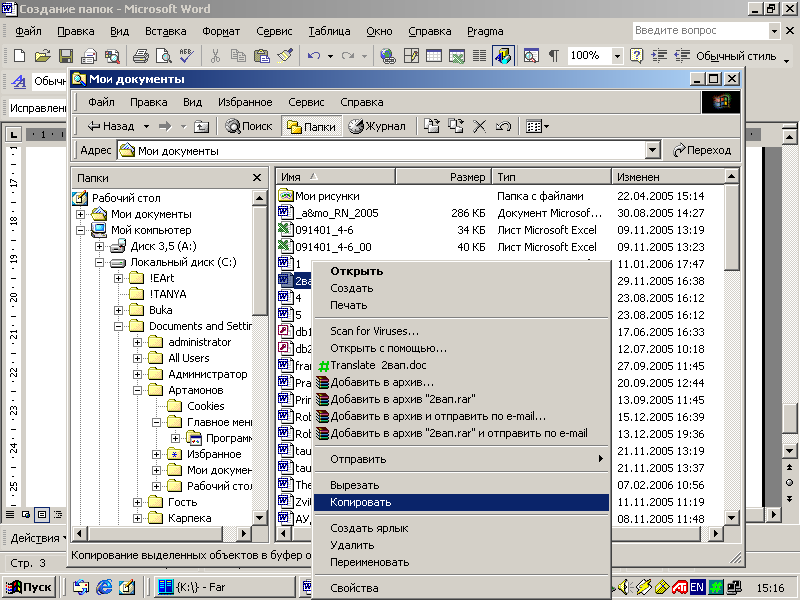 Создание папок - Microsoft Word
Файл Правка Вид Вставка Формат Сервис Таблица Окно Справка Pragma Введите вопрос
100% Обычный стиль
Обычн
Исправлен
Мои документы
Файл Правка Вид Избранное Сервис Справка
Назад Поиск Папки Журнал
Адрес Мои документы Переход
Папки
Рабочий стол
Мои документы
Мой компьютер
Диск 3,5 (A:)
Локальный диск (C:)
!EArt
!TANYA
Buka
Documents and Settin
administrator
All Users
Администратор
Артамонов
Cookies
Главное мен
Програм
Избранное
Мои докумен
Рабочий стол
Гость
Карпека
Имя Размер Тип Изменен
Мои рисунки Папка с файлами 22.04.2005 15:14
_a&mo_RN_2005 286 КБ Документ Microsof... 30.08.2005 14:27
091401_4-6 34 КБ Лист Microsoft Excel 09.11.2005 13:19
091401_4-6_00 40 КБ Лист Microsoft Excel 09.11.2005 13:23
1 11.01.2006 17:47
2ва 29.11.2005 16:38
4 23.08.2005 16:12
5 23.08.2005 16:12
db1 17.06.2005 16:33
db2 12.07.2005 10:18
fra 27.09.2005 11:45
Pra 20.09.2005 12:44
Prin 13.09.2005 11:45
Rob 15.12.2005 16:39
Rob 13.12.2005 19:36
tau 21.11.2005 13:19
tau 21.11.2005 13:37
The 07.02.2006 10:56
Zvil 11.11.2005 11:19
АУД 08.11.2005 11:48
Открыть
Создать
Печать
Scan for Viruses...
Открыть с помощью...
Translate 2вап.doc
Добавить в архив...
Добавить в архив "2вап.rar"
Добавить в архив и отправить по e-mail...
Добавить в архив "2вап.rar" и отправить по e-mail
Отправить
Вырезать
Копировать
Создать ярлык
Удалить
Переименовать
Свойства
Копирование выделенных объектов в буфер о
Действия
Стр. 3
Пуск {K:\} - Far EN 15:16